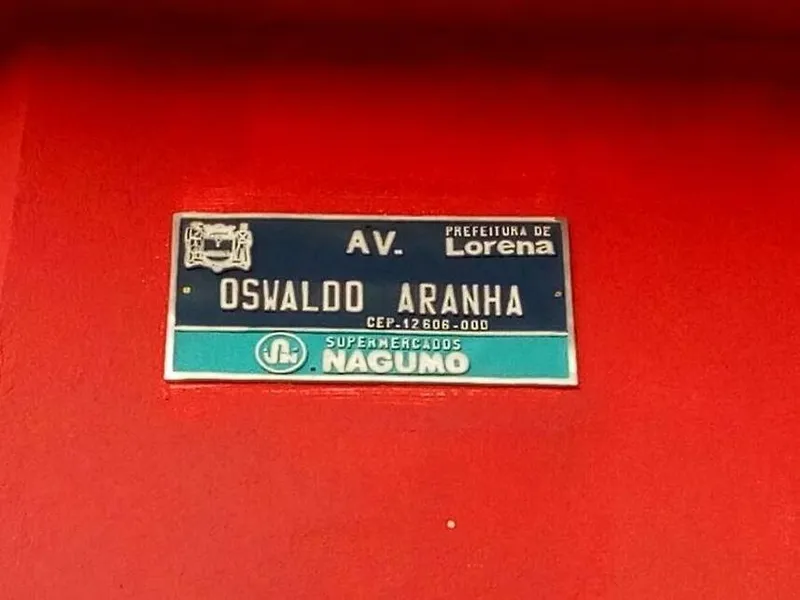 AV.
PREFEITURA DE
Lorena
OSWALDO ARANHA
CEP.12606-000
SUPERMERCADOS
NAGUMO